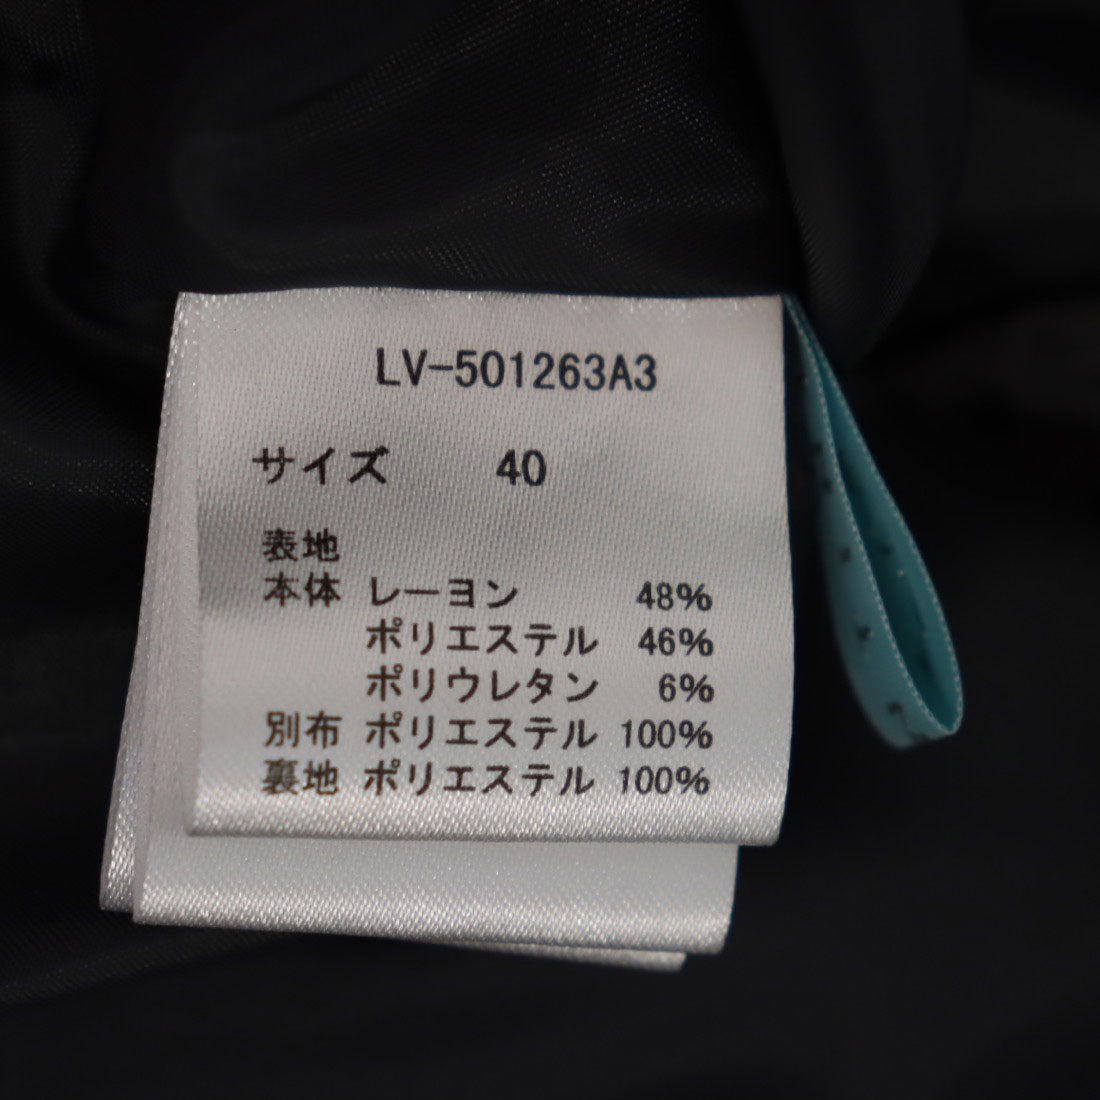 LV-501263A3
サイズ 40
表地
本体 レーヨン 48%
ポリエステル 46%
ポリウレタン 6%
別布 ポリエステル 100%
裏地 ポリエステル 100%